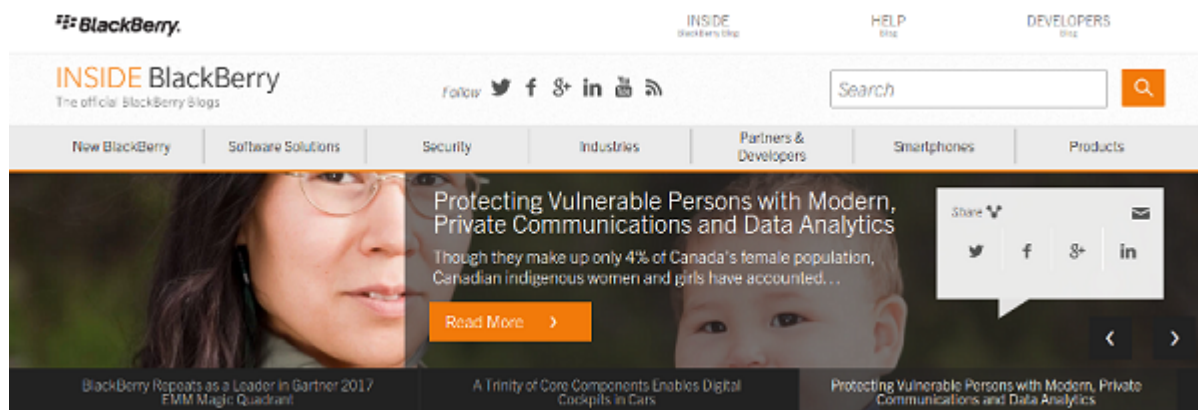 BlackBerry.
INSIDE
BlackBerry Blog
HELP
Blog
DEVELOPERS
Blog
INSIDE BlackBerry
The official BlackBerry Blogs
Follow
Search
New BlackBerry
Software Solutions
Security
Industries
Partners &
Developers
Smartphones
Products
Protecting Vulnerable Persons with Modern,
Private Communications and Data Analytics
Though they make up only 4% of Canada's female population,
Canadian indigenous women and girls have accounted...
Read More
Share
BlackBerry Repeats as a Leader in Gartner 2017
EMM Magic Quadrant
A Trinity of Core Components Enables Digital
Cockpits in Cars
Protecting Vulnerable Persons with Modern, Private
Communications and Data Analytics